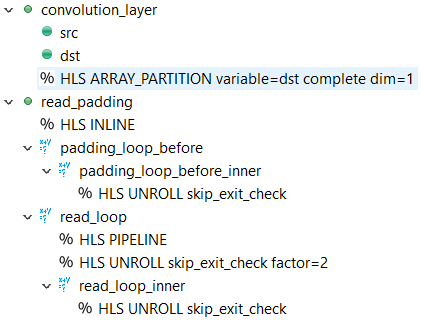 convolution_layer
src
dst
% HLS ARRAY_PARTITION variable=dst complete dim=1
read_padding
% HLS INLINE
padding_loop_before
padding_loop_before_inner
% HLS UNROLL skip_exit_check
read_loop
% HLS PIPELINE
% HLS UNROLL skip_exit_check factor=2
read_loop_inner
% HLS UNROLL skip_exit_check